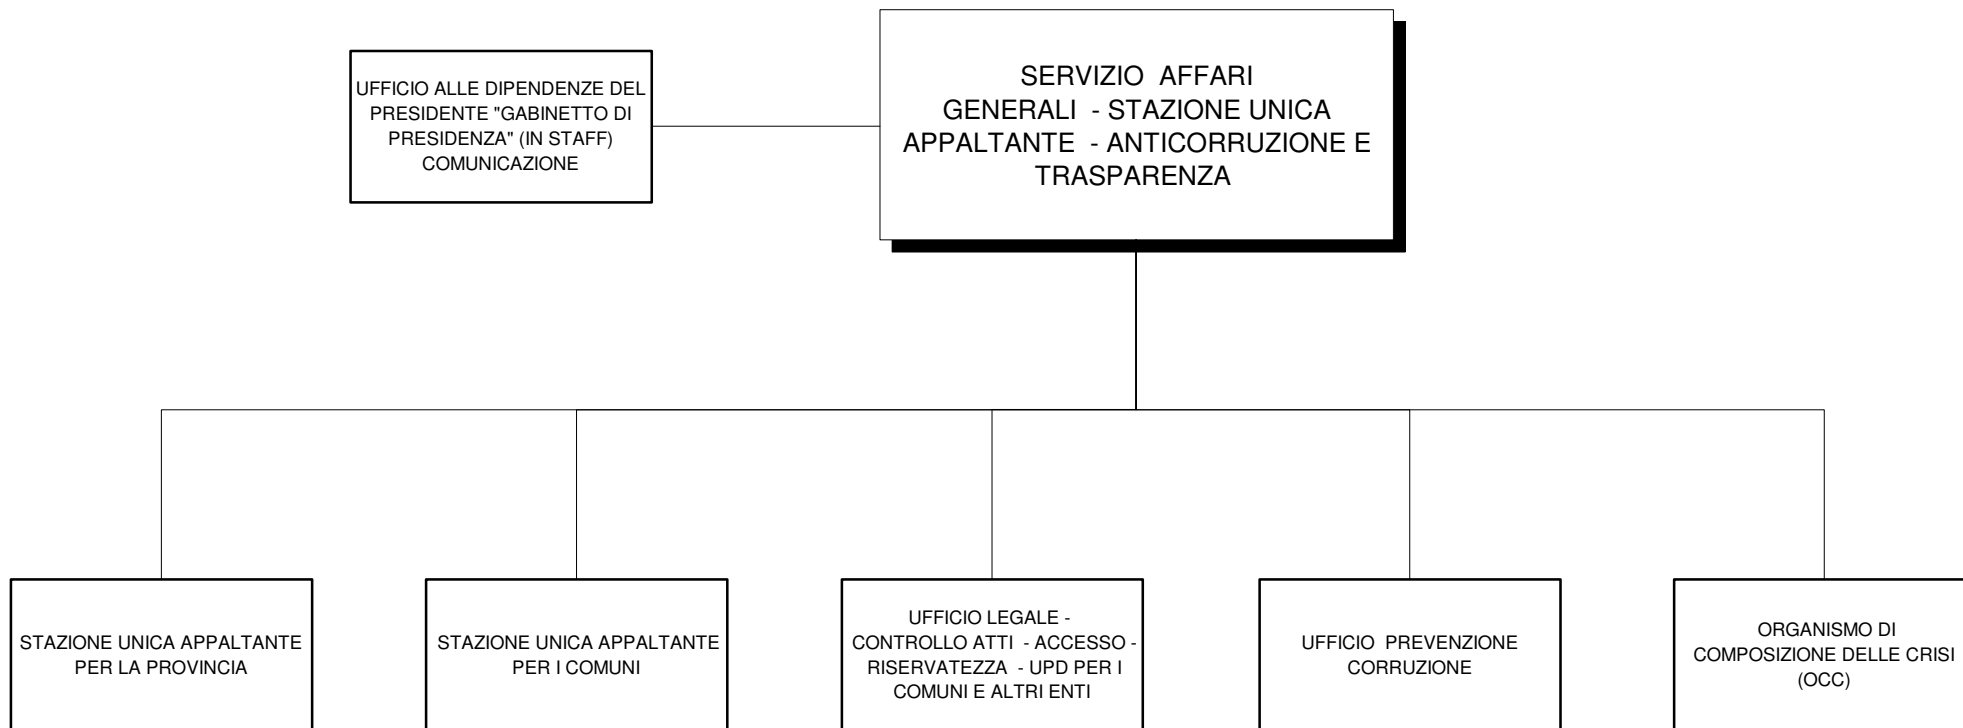 UFFICIO ALLE DIPENDENZE DEL
PRESIDENTE "GABINETTO DI
PRESIDENZA" (IN STAFF)
COMUNICAZIONE
SERVIZIO AFFARI
GENERALI - STAZIONE UNICA
APPALTANTE - ANTICORRUZIONE E
TRASPARENZA
STAZIONE UNICA APPALTANTE
PER LA PROVINCIA
STAZIONE UNICA APPALTANTE
PER I COMUNI
UFFICIO LEGALE -
CONTROLLO ATTI - ACCESSO -
RISERVATEZZA - UPD PER I
COMUNI E ALTRI ENTI
UFFICIO PREVENZIONE
CORRUZIONE
ORGANISMO DI
COMPOSIZIONE DELLE CRISI
(OCC)